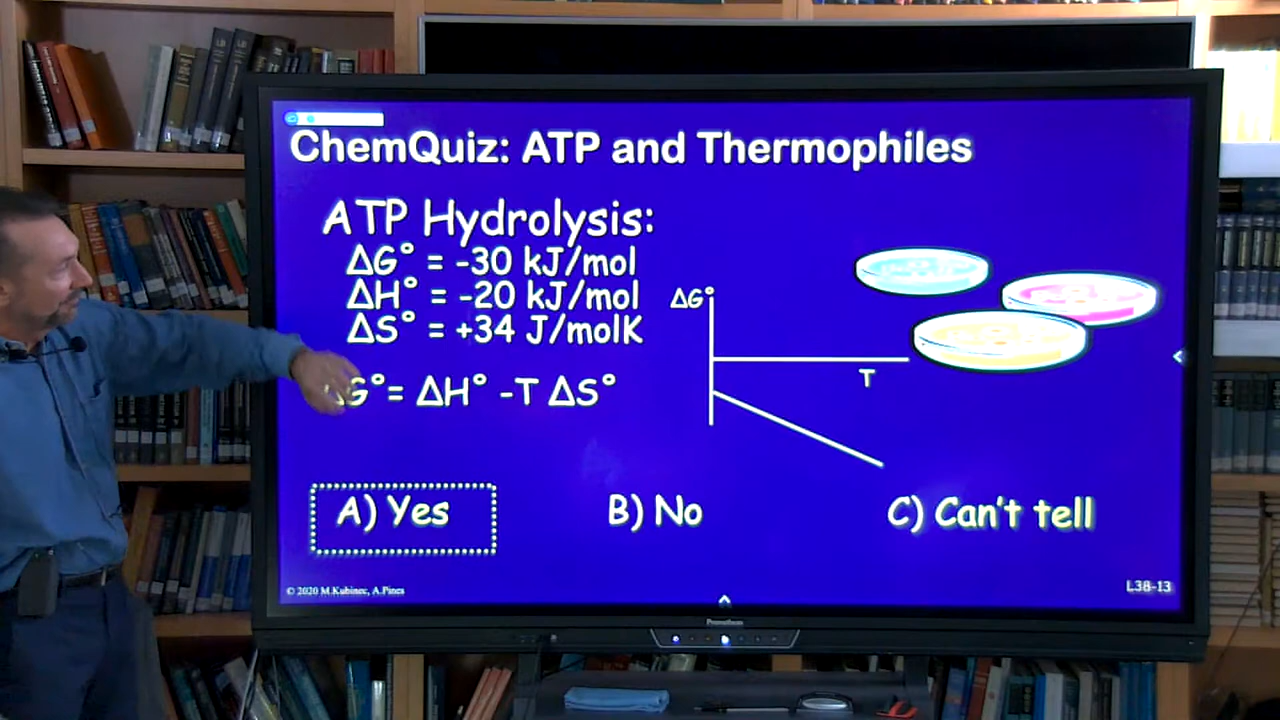 ChemQuiz: ATP and Thermophiles
ATP Hydrolysis:
ΔG° = -30 kJ/mol
ΔH° = -20 kJ/mol
ΔS° = +34 J/molK
ΔG°
T
G°= ΔH° -T ΔS°
A) Yes
B) No
C) Can't tell
© 2020 M.Kubinec, A.Pines
L38-13
Promethean